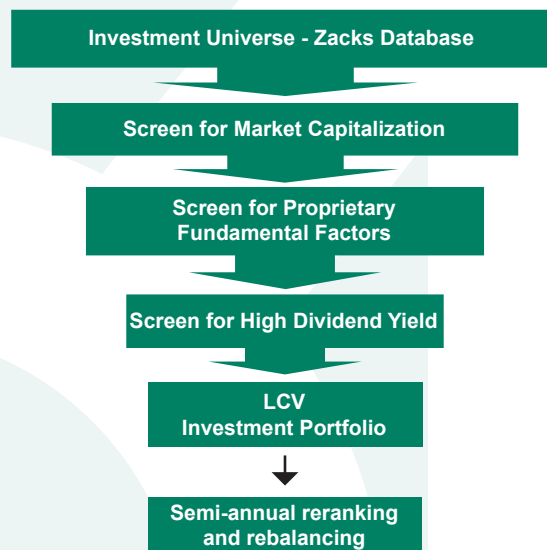 Investment Universe - Zacks Database
Screen for Market Capitalization
Screen for Proprietary
Fundamental Factors
Screen for High Dividend Yield
LCV
Investment Portfolio
Semi-annual reranking
and rebalancing